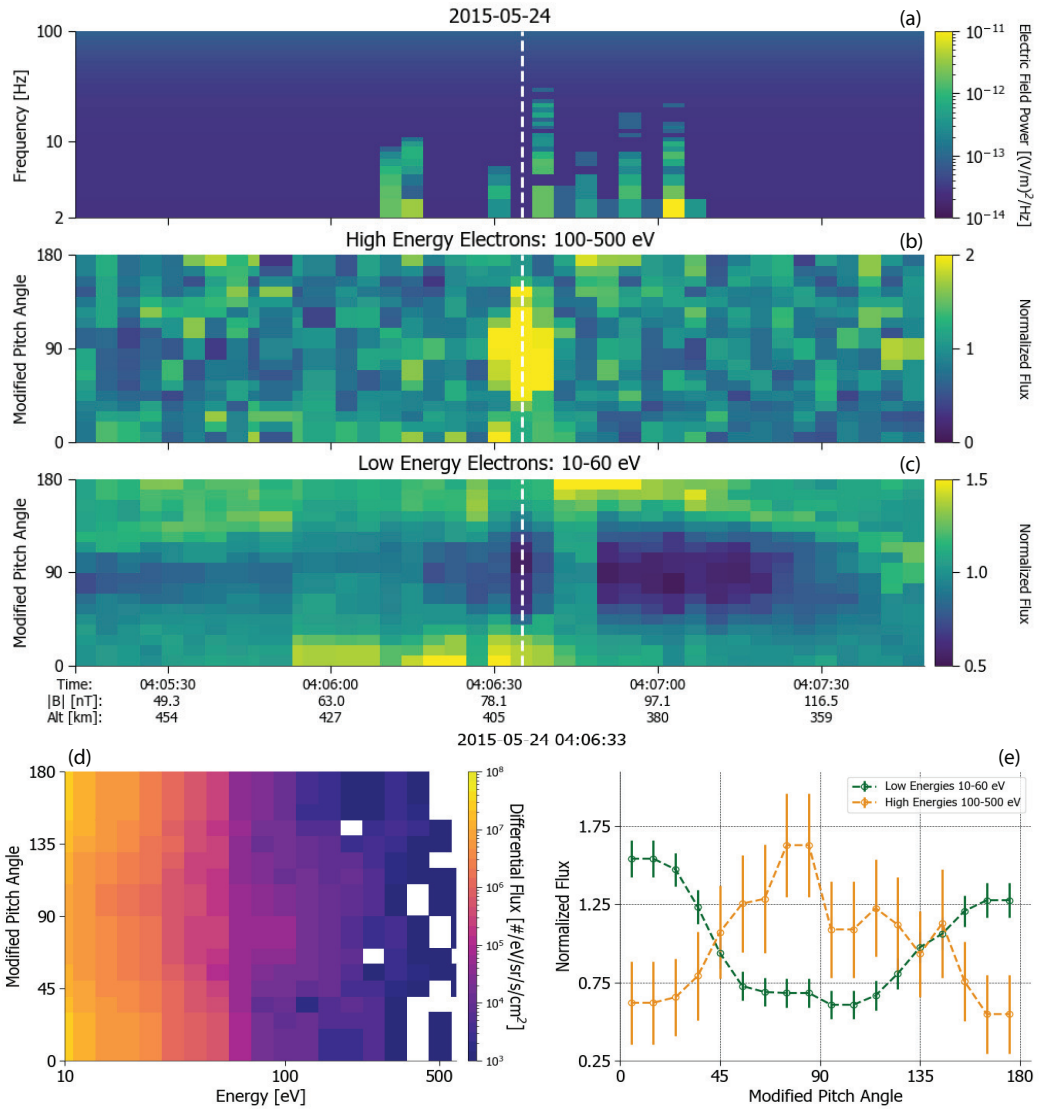 2015-05-24
(a)
100
10
2
Frequency [Hz]
10⁻¹¹
10⁻¹²
10⁻¹³
10⁻¹⁴
Electric Field Power [(V/m)²/Hz]
High Energy Electrons: 100-500 eV
(b)
180
90
0
Modified Pitch Angle
2
1
0
Normalized Flux
Low Energy Electrons: 10-60 eV
(c)
180
90
0
Modified Pitch Angle
1.5
1.0
0.5
Normalized Flux
Time: 04:05:30 04:06:00 04:06:30 04:07:00 04:07:30
|B| [nT]: 49.3 63.0 78.1 97.1 116.5
Alt [km]: 454 427 405 380 359
2015-05-24 04:06:33
(d)
180
135
90
45
0
Modified Pitch Angle
10 100 500
Energy [eV]
10⁸
10⁷
10⁶
10⁵
10⁴
10³
Differential Flux [#/eV/sr/s/cm²]
(e)
Low Energies 10-60 eV
High Energies 100-500 eV
1.75
1.25
0.75
0.25
Normalized Flux
0 45 90 135 180
Modified Pitch Angle